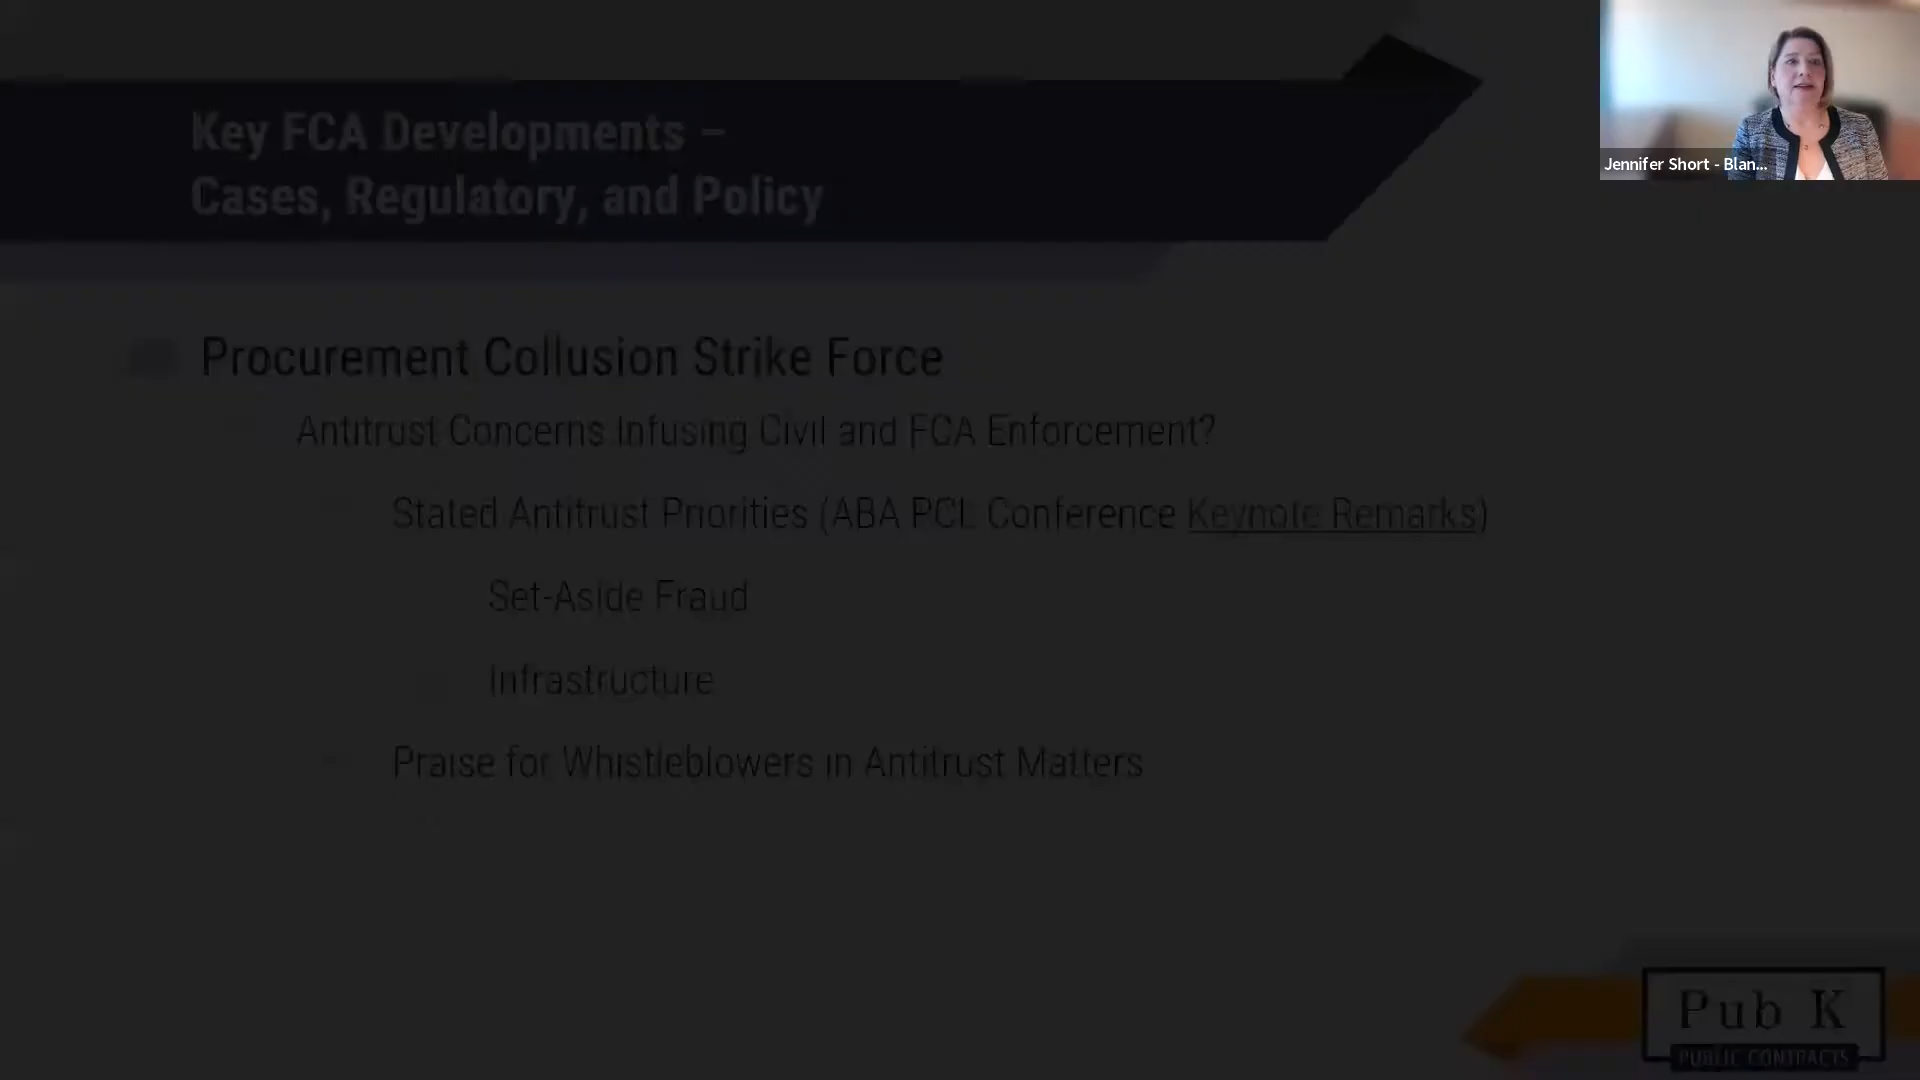 Key FCA Developments –
Cases, Regulatory, and Policy
Jennifer Short - Blan...
Procurement Collusion Strike Force
Antitrust Concerns Infusing Civil and FCA Enforcement?
Stated Antitrust Priorities (ABA PCL Conference Keynote Remarks)
Set-Aside Fraud
Infrastructure
Praise for Whistleblowers in Antitrust Matters
Pub K
PUBLIC CONTRACTS